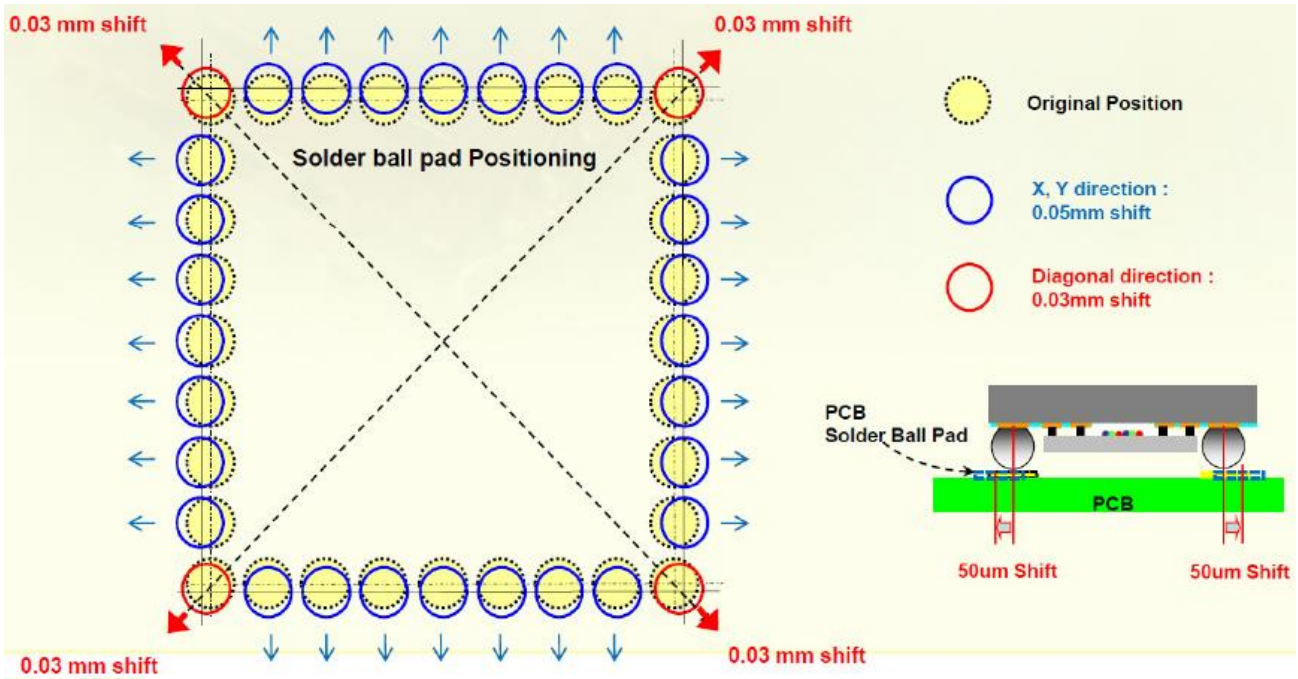 0.03 mm shift
0.03 mm shift
Solder ball pad Positioning
0.03 mm shift
0.03 mm shift
Original Position
X, Y direction :
0.05mm shift
Diagonal direction :
0.03mm shift
PCB
Solder Ball Pad
PCB
50um Shift
50um Shift